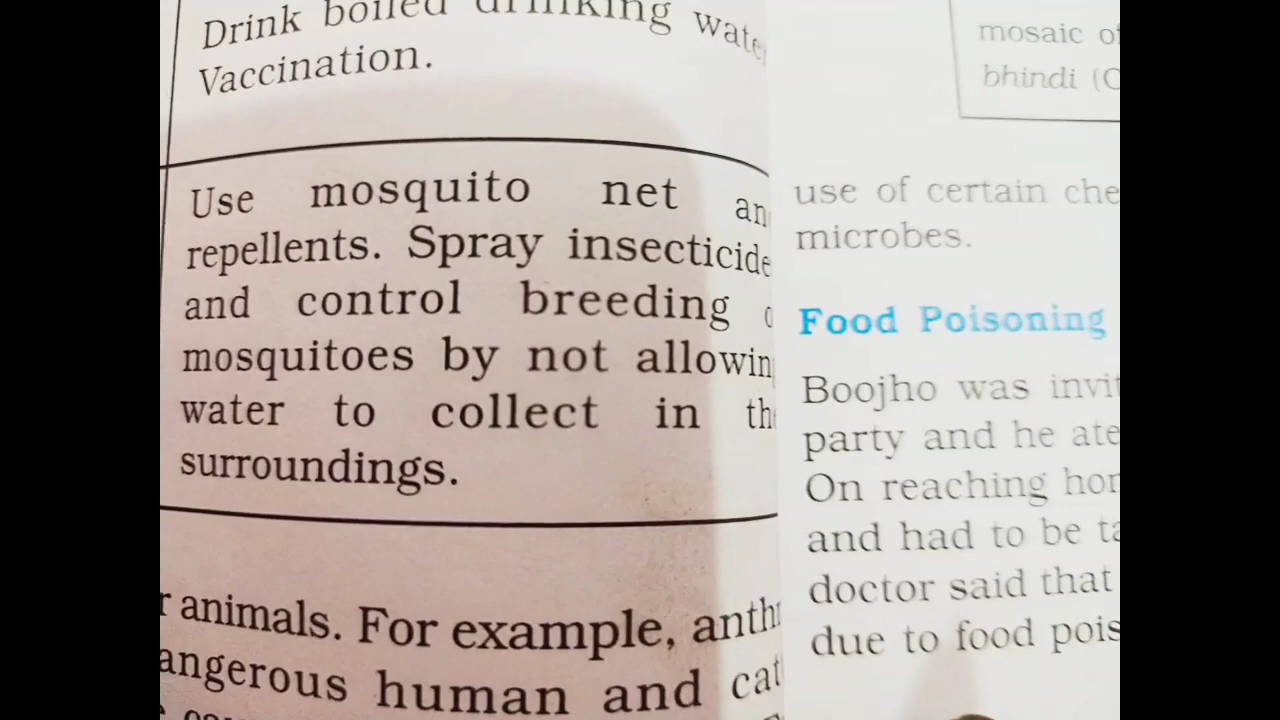 Drink boiled drinking
Vaccination.
Use mosquito net
repellents. Spray
and control breeding
mosquitoes by not
water to collect in
surroundings.
animals. For example,
human and
mosaic
bhindi
use of certain
microbes.
Food Poisoning
Boojho was
party and he ate
On reaching
and had to be
doctor said that
due to food